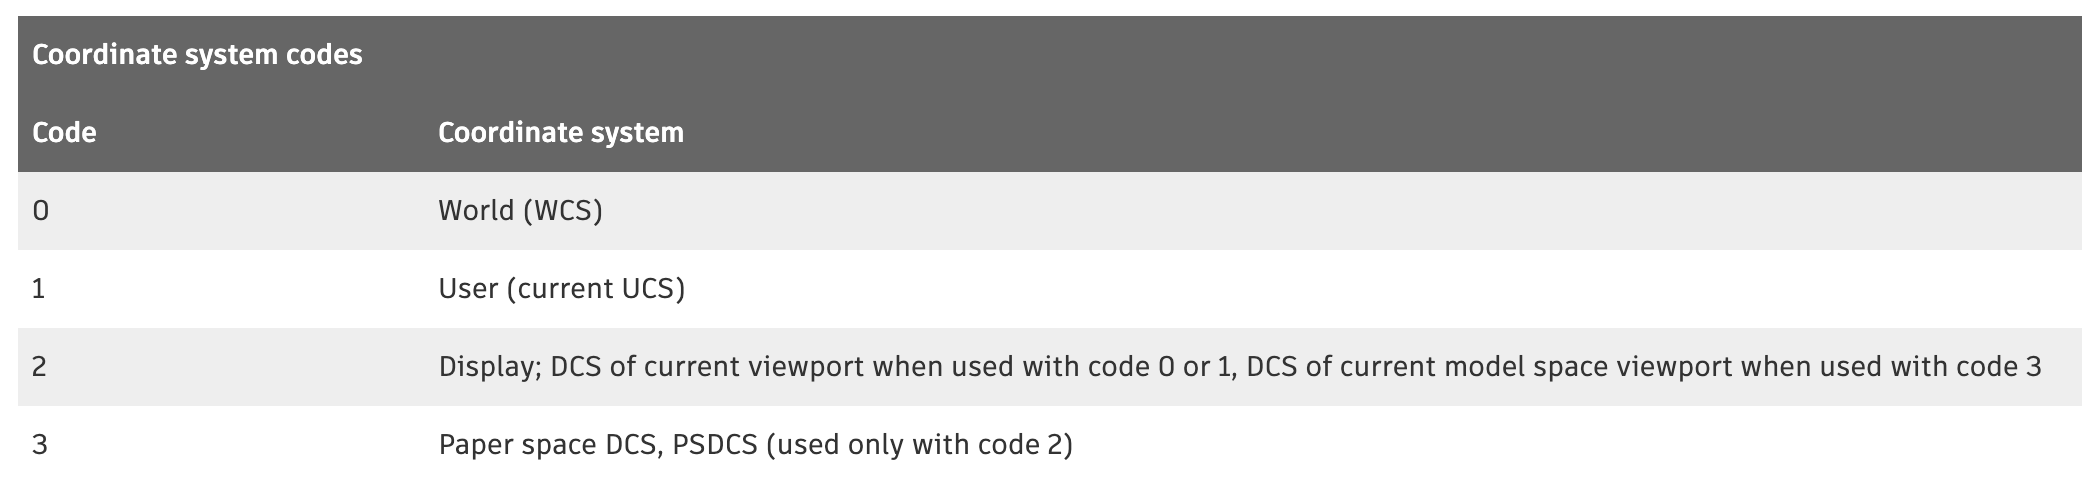 Coordinate system codes
Code Coordinate system
0 World (WCS)
1 User (current UCS)
2 Display; DCS of current viewport when used with code 0 or 1, DCS of current model space viewport when used with code 3
3 Paper space DCS, PSDCS (used only with code 2)